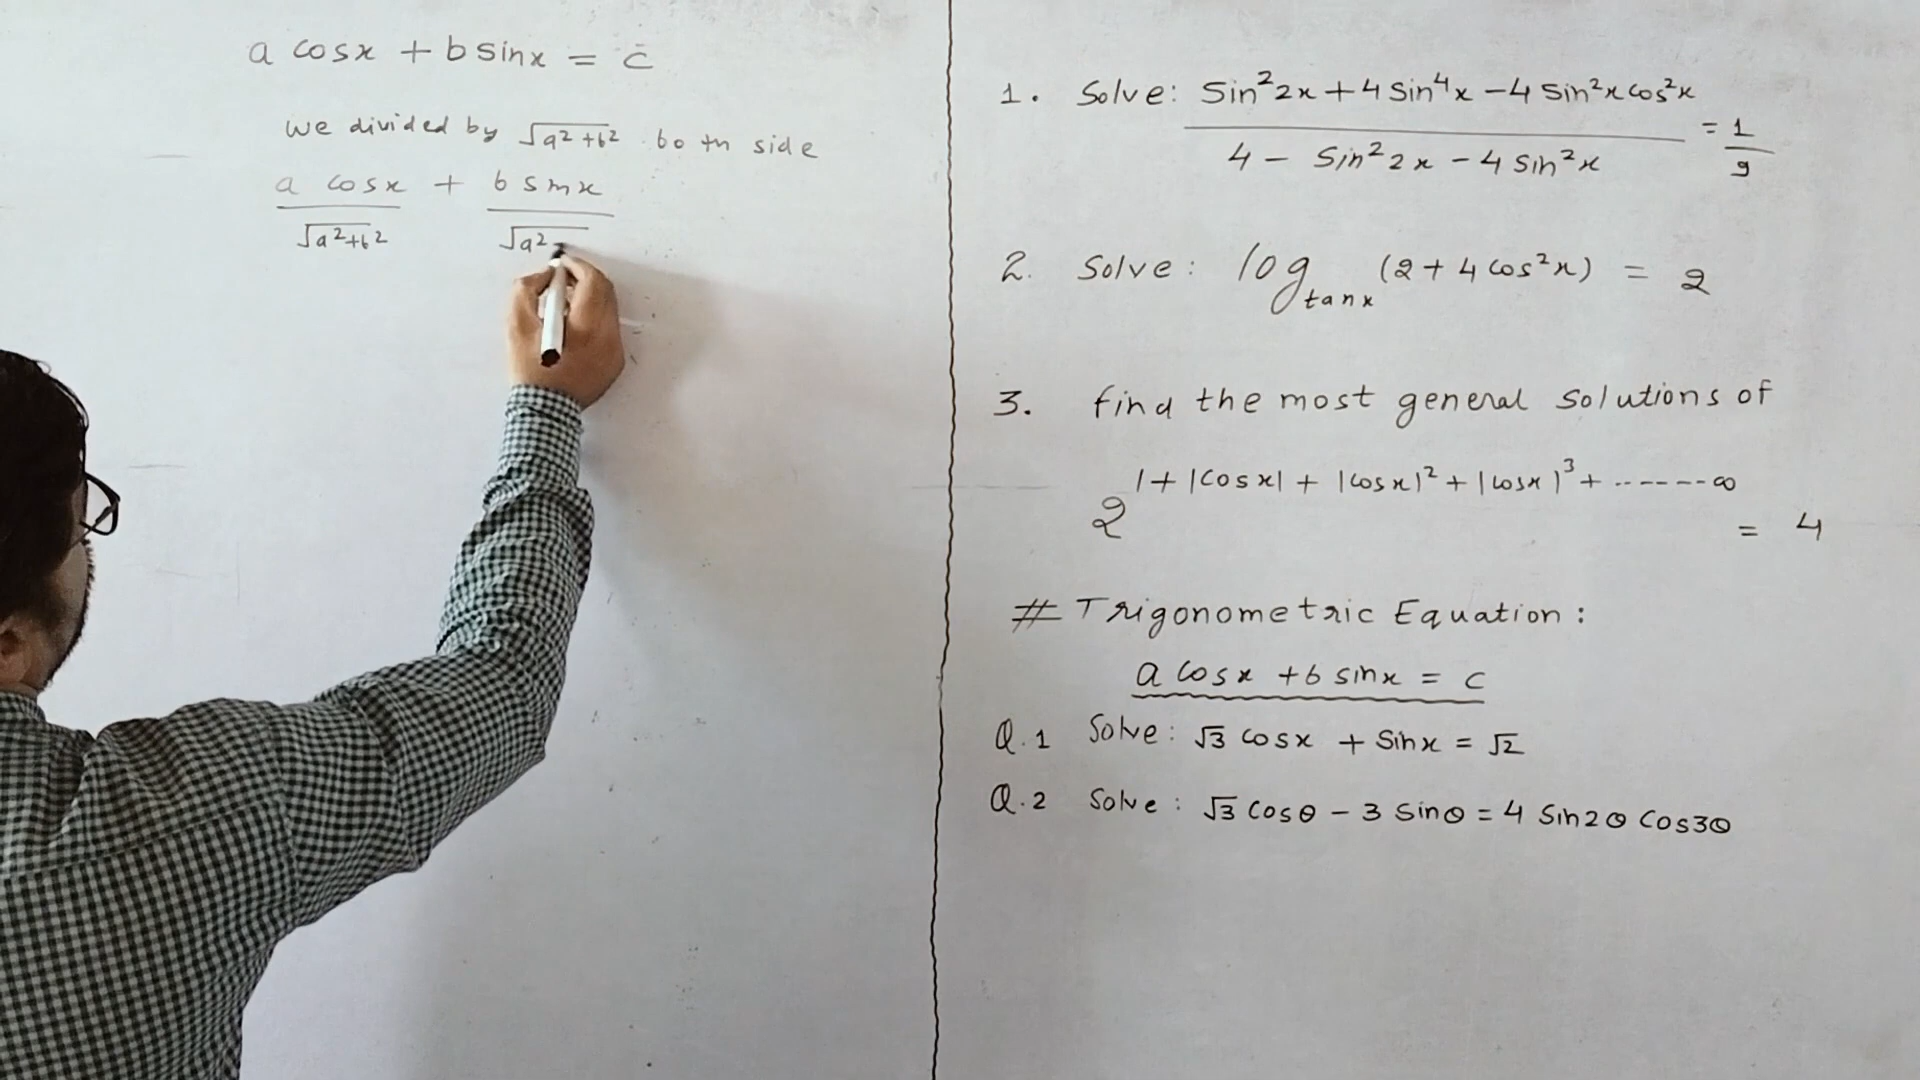 a cosx + b sinx = c
we divided by √a²+b² both side
a cosx/√a²+b² + b sinx/√a²
1. Solve: (Sin²2x + 4 Sin⁴x − 4 Sin²x cos²x)/(4 − Sin²2x − 4 Sin²x) = 1/9
2. Solve: log_tanx (2 + 4 cos²x) = 2
3. find the most general solutions of
2^(1 + |cosx| + |cosx|² + |cosx|³ + ------- ∞) = 4
# Trigonometric Equation:
a cosx + b sinx = c
Q.1 Solve: √3 cosx + Sinx = √2
Q.2 Solve: √3 cosθ − 3 Sinθ = 4 Sin2θ Cos3θ